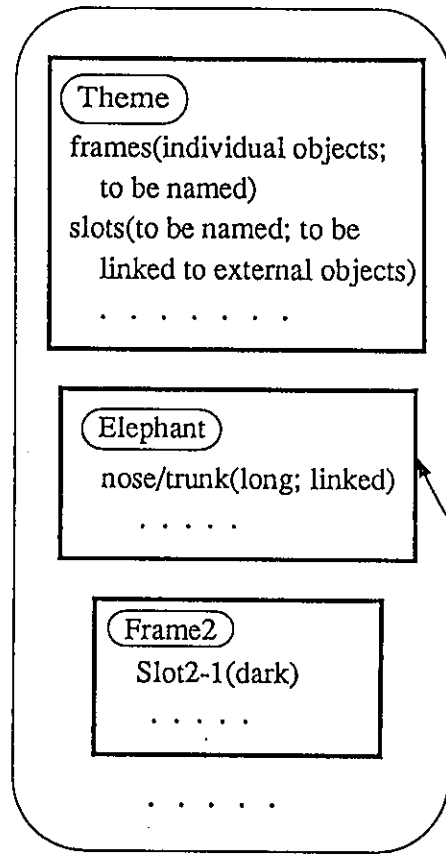 Theme
frames(individual objects;
to be named)
slots(to be named; to be
linked to external objects)
. . . . . . .
Elephant
nose/trunk(long; linked)
. . . . .
Frame2
Slot2-1(dark)
. . . . .
. . . . .